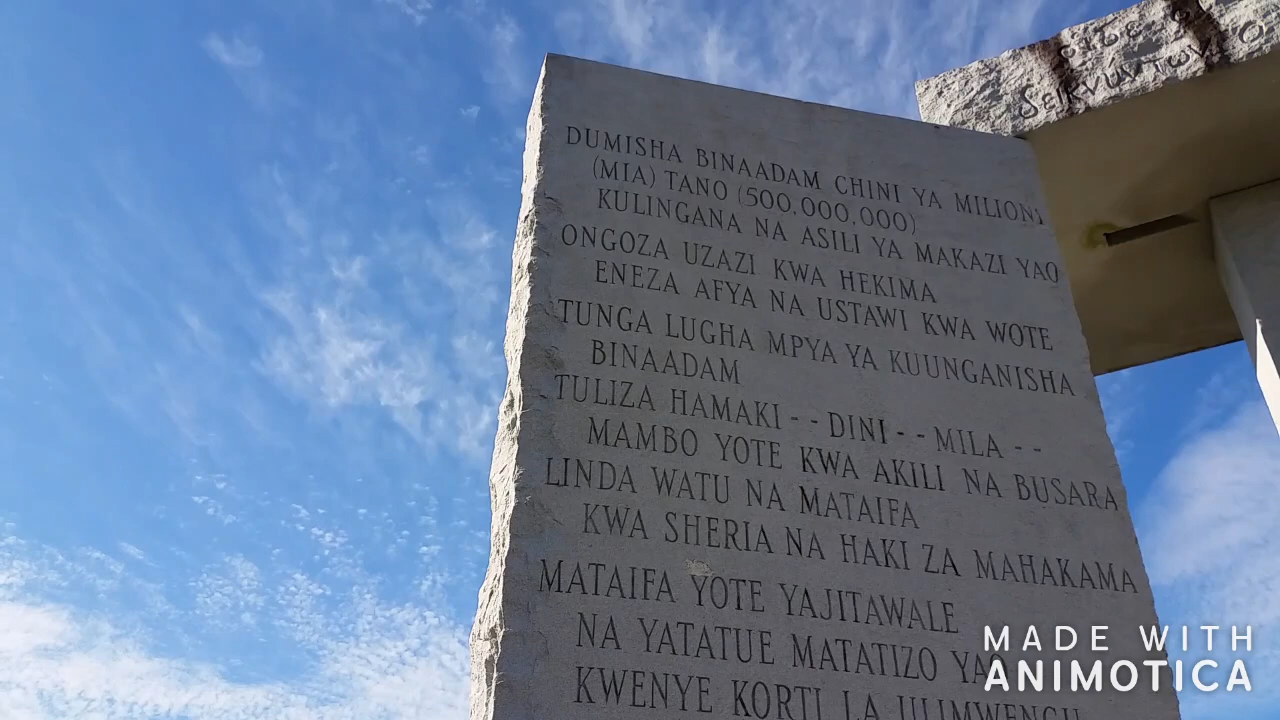 DUMISHA BINAADAM CHINI YA MILIONI
(MIA) TANO (500,000,000)
KULINGANA NA ASILI YA MAKAZI YAO
ONGOZA UZAZI KWA HEKIMA
ENEZA AFYA NA USTAWI KWA WOTE
TUNGA LUGHA MPYA YA KUUNGANISHA
BINAADAM
TULIZA HAMAKI - - DINI - - MILA - -
MAMBO YOTE KWA AKILI NA BUSARA
LINDA WATU NA MATAIFA
KWA SHERIA NA HAKI ZA MAHAKAMA
MATAIFA YOTE YAJITAWALE
NA YATATUE MATATIZO YAO
KWENYE KORTI LA ULIMWENGU
MADE WITH
ANIMOTICA